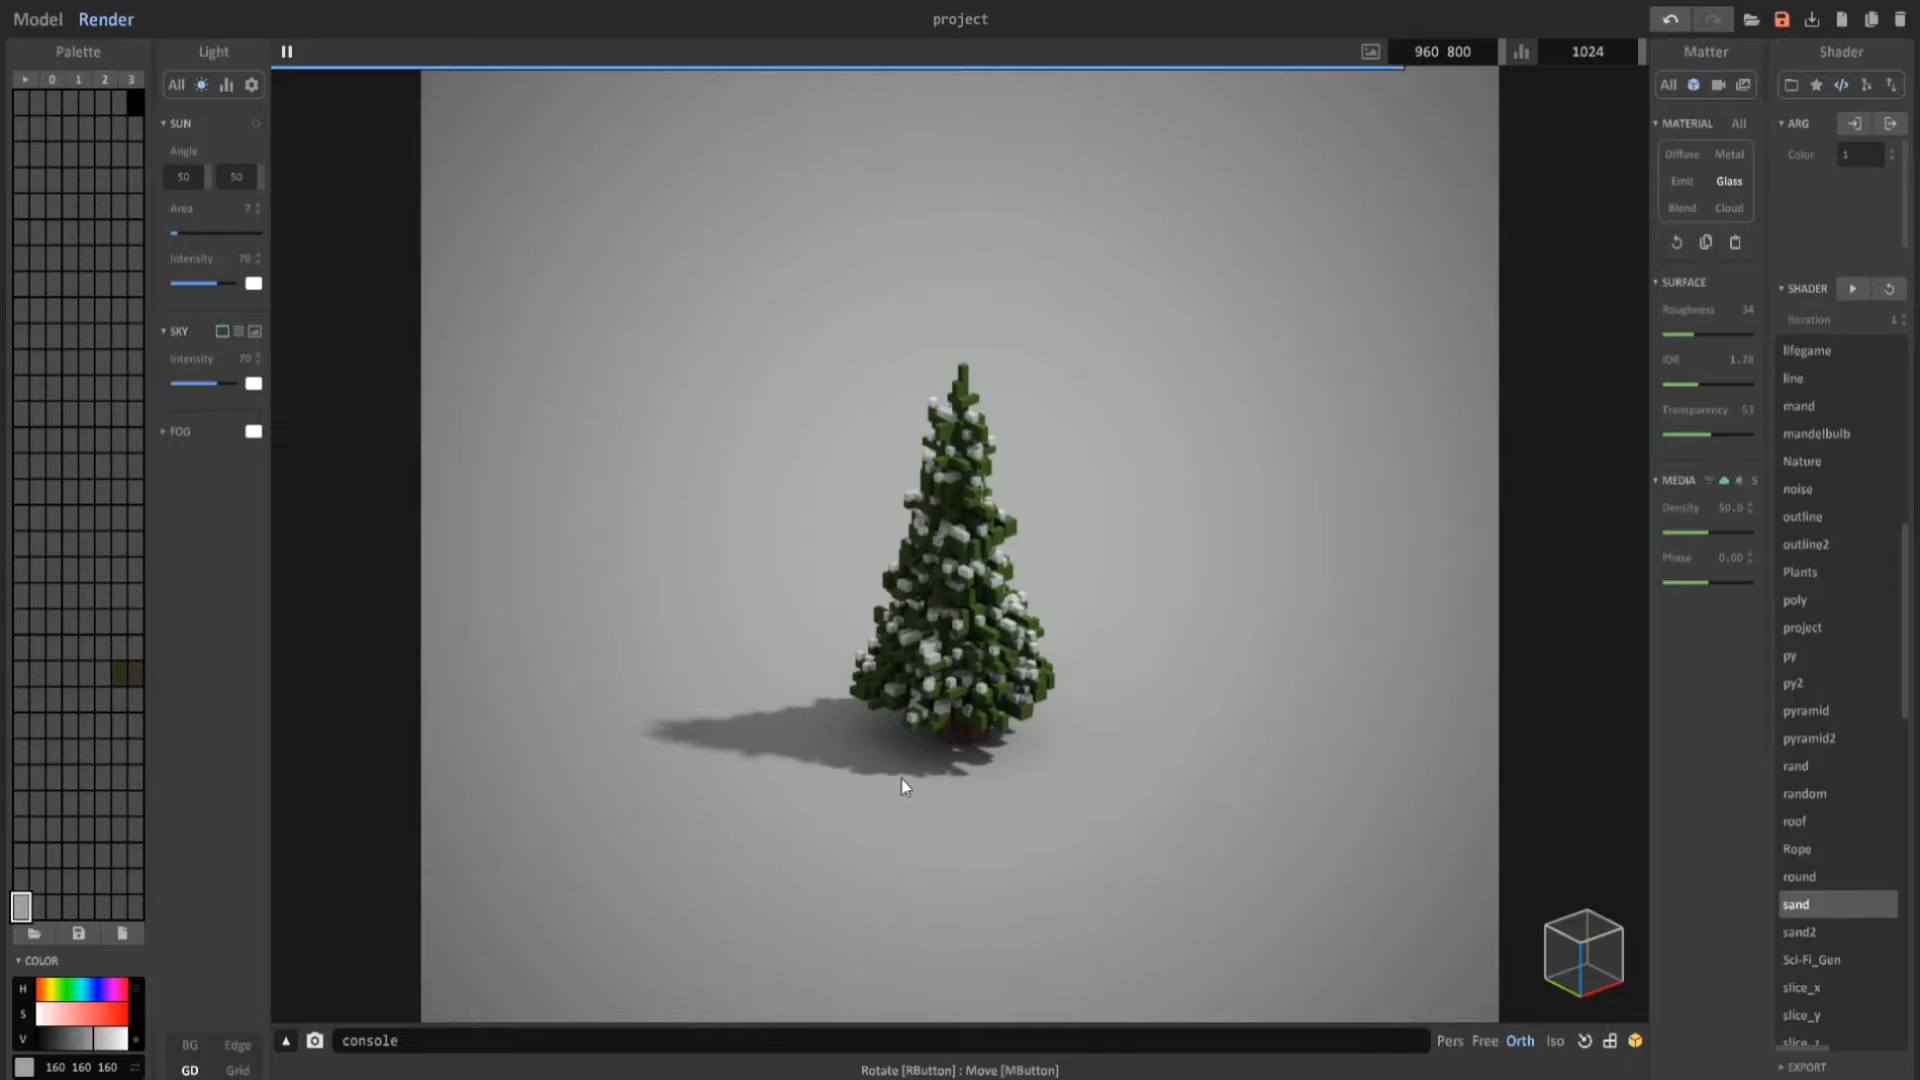 Model Render
project
Palette
0 1 2 3
COLOR
H
S
V
160 160 160
Light
All
SUN
Angle
50 50
Area 7
Intensity 70
SKY
Intensity 70
FOG
BG Edge
GD Grid
960 800
1024
console
Pers Free Orth Iso
Rotate [RButton] : Move [MButton]
Matter
All
MATERIAL All
Diffuse Metal
Emit Glass
Blend Cloud
SURFACE
Roughness 34
IOR 1.78
Transparency 53
MEDIA S
Density 50.0
Phase 0.00
Shader
ARG
Color 1
SHADER
Iteration 1
lifegame
line
mand
mandelbulb
Nature
noise
outline
outline2
Plants
poly
project
py
py2
pyramid
pyramid2
rand
random
roof
Rope
round
sand
sand2
Sci-Fi_Gen
slice_x
slice_y
slice_z
EXPORT